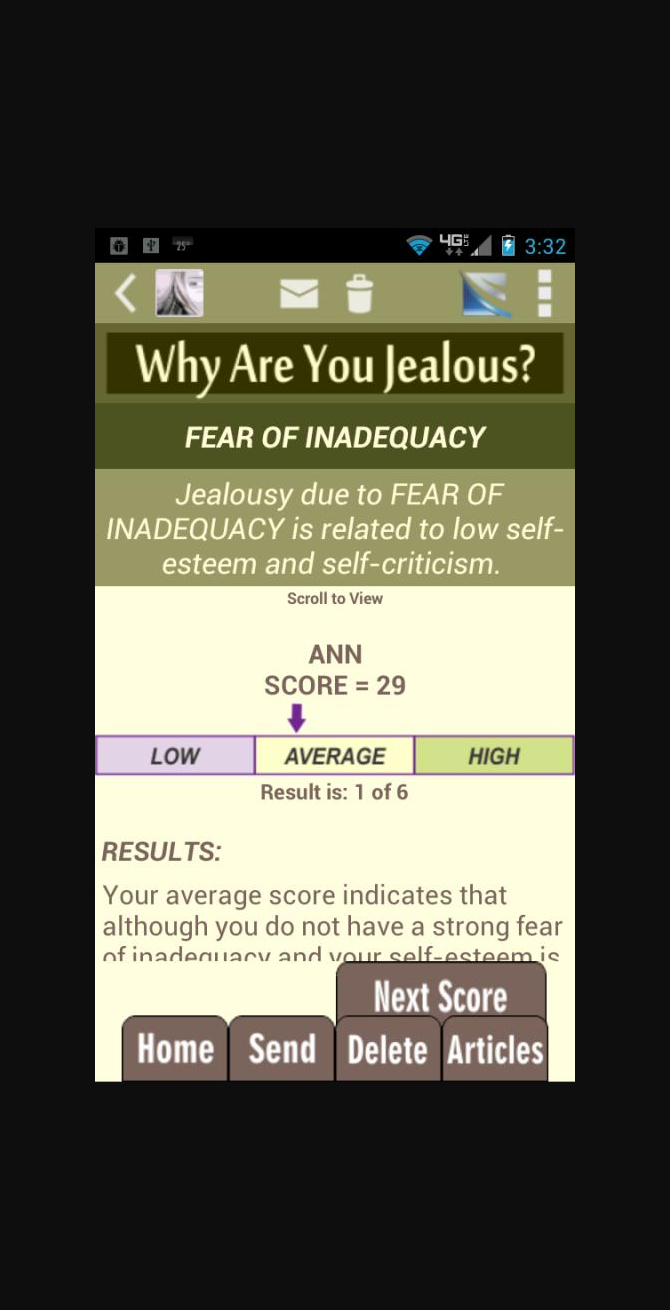 25°
4G LTE
3:32
Why Are You Jealous?
FEAR OF INADEQUACY
Jealousy due to FEAR OF
INADEQUACY is related to low self-
esteem and self-criticism.
Scroll to View
ANN
SCORE = 29
LOW AVERAGE HIGH
Result is: 1 of 6
RESULTS:
Your average score indicates that
although you do not have a strong fear
of inadequacy and your self-esteem is
Next Score
Home Send Delete Articles